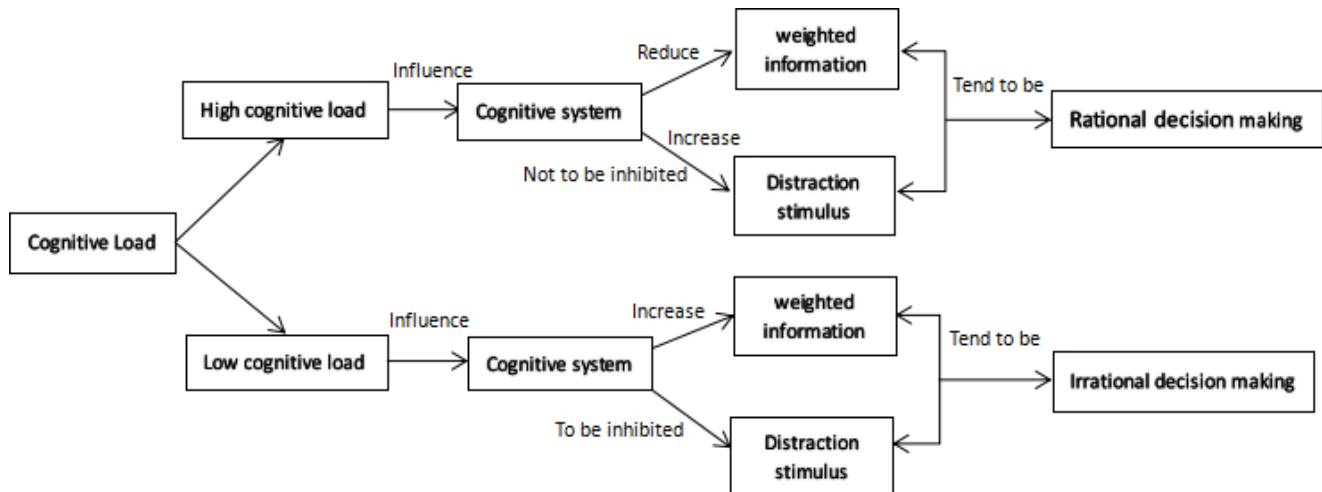 weighted
information
Reduce
Influence
Tend to be
High cognitive load
Cognitive system
Rational decision making
Increase
Not to be inhibited
Distraction
stimulus
Cognitive Load
weighted
information
Increase
Influence
Tend to be
Low cognitive load
Cognitive system
Irrational decision making
To be inhibited
Distraction
stimulus